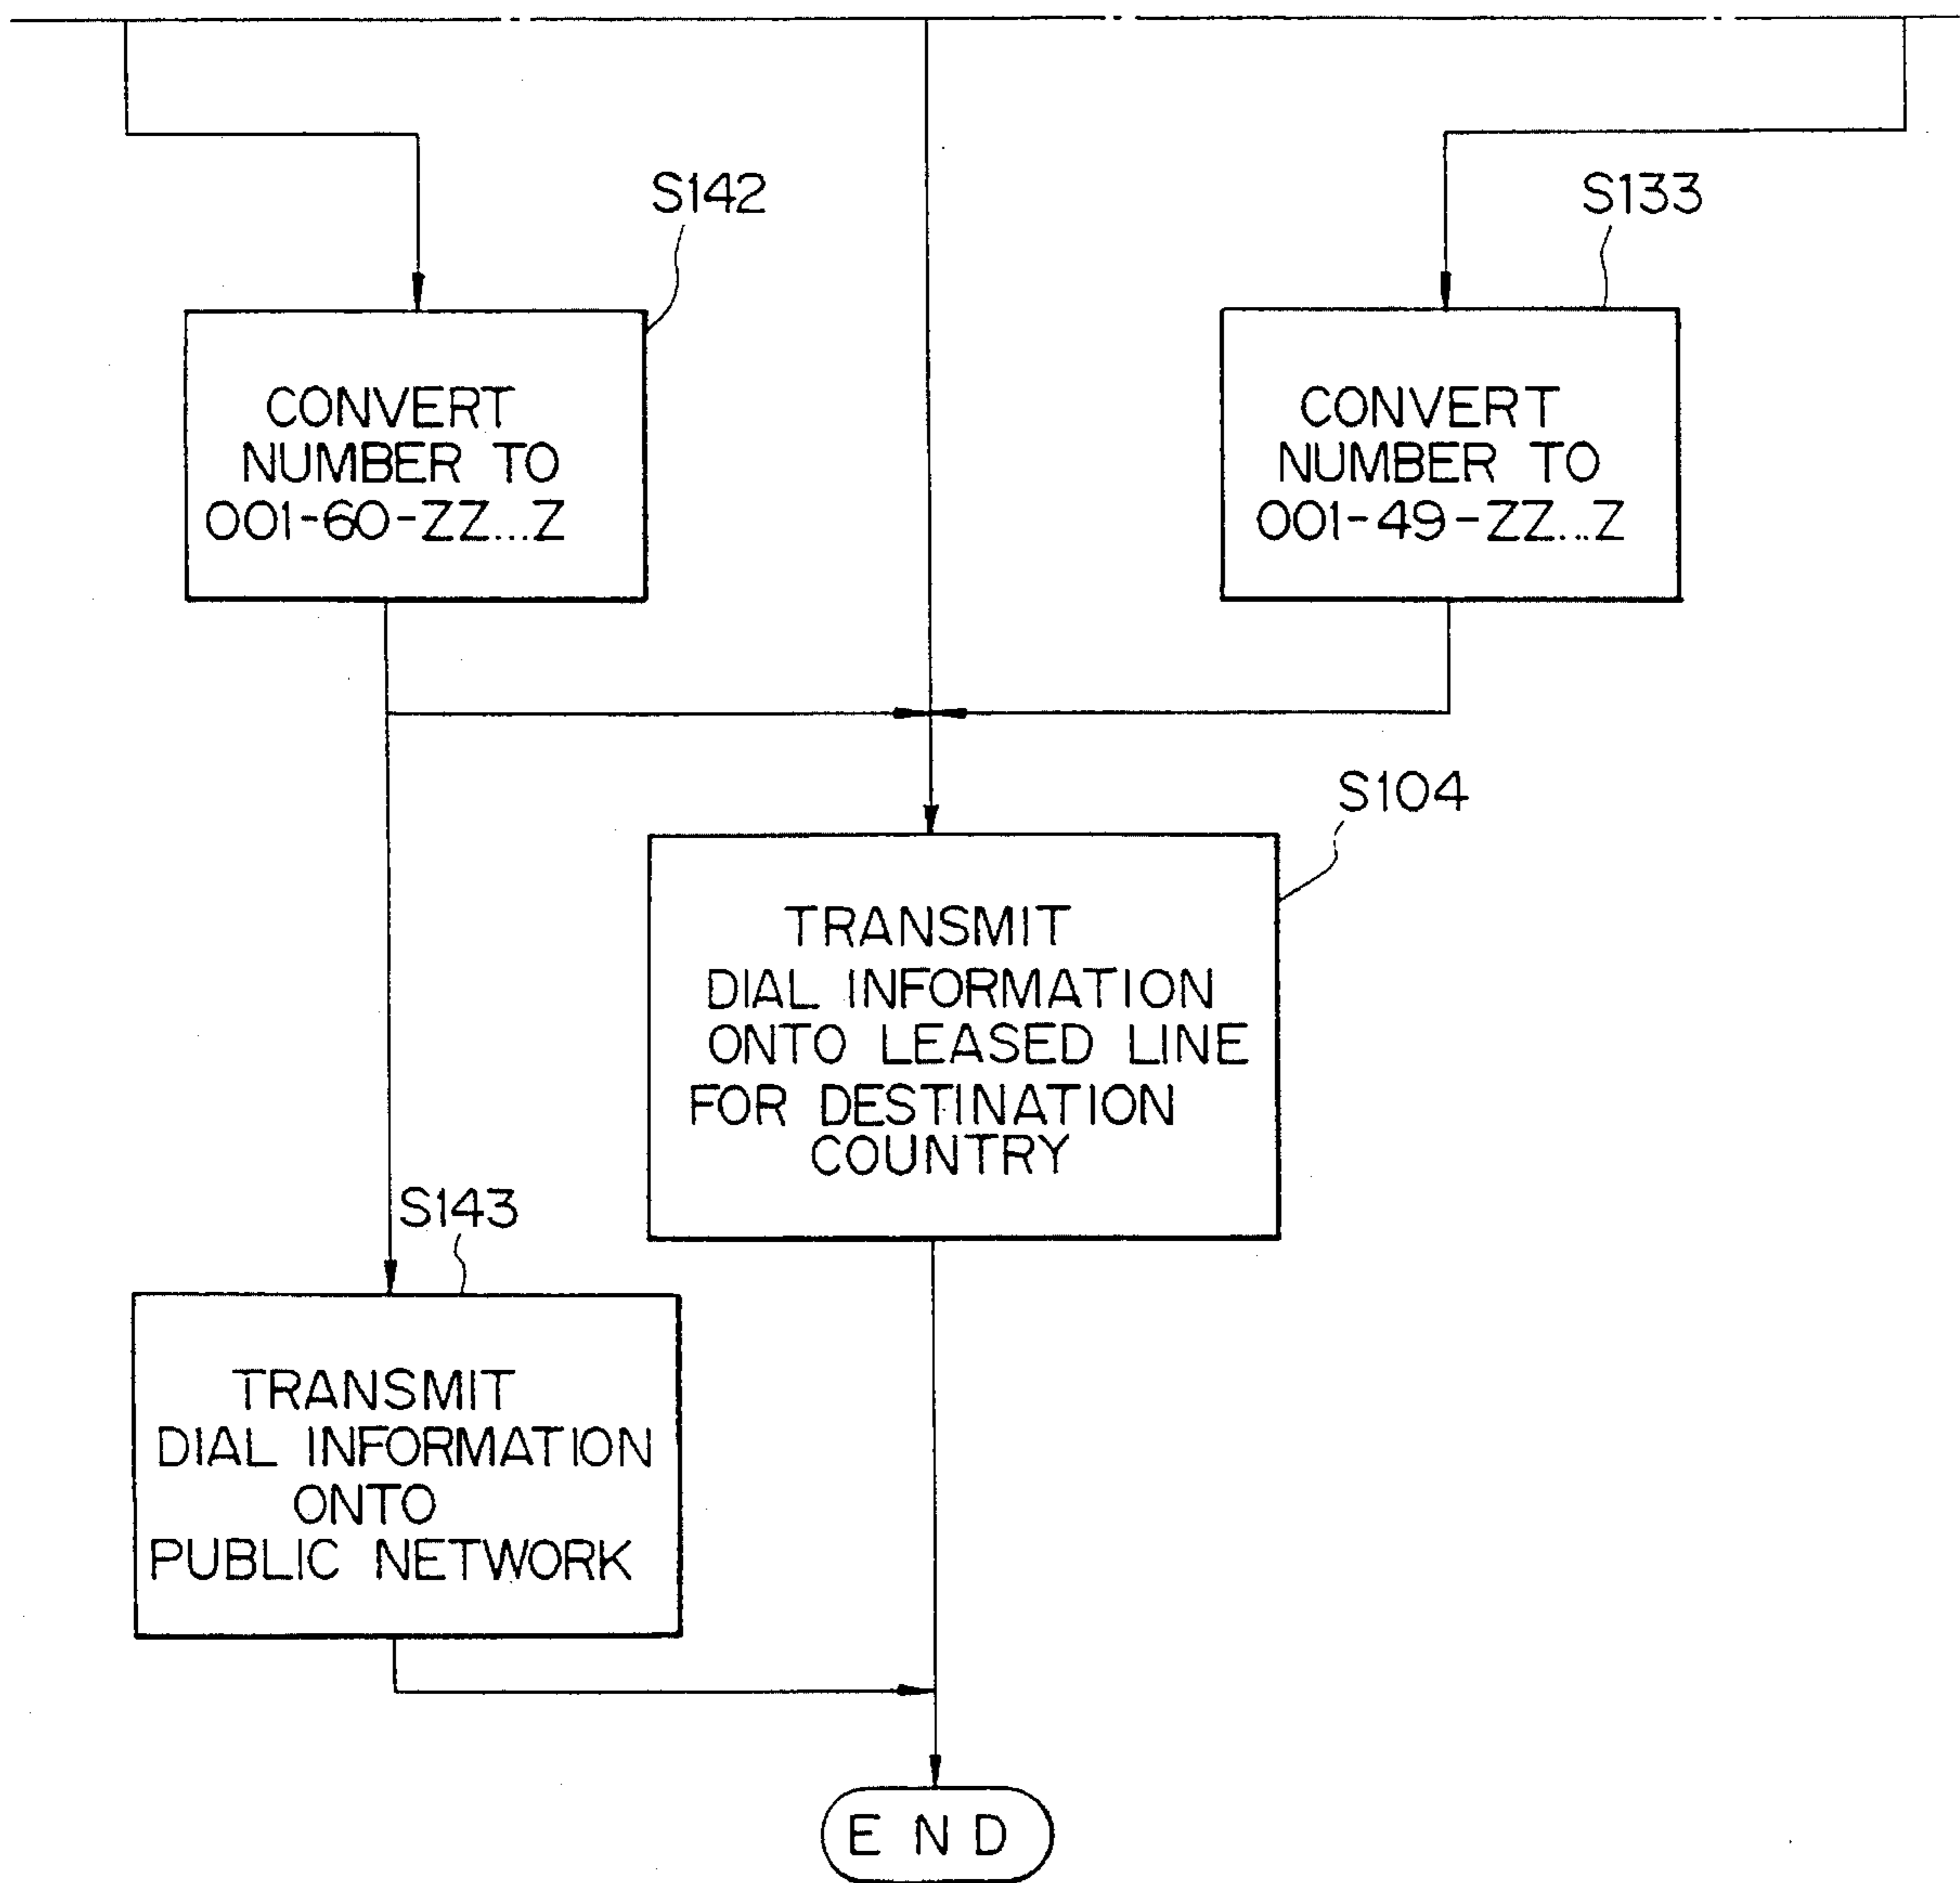 S142
S133
CONVERT
NUMBER TO
001-60-ZZ...Z
CONVERT
NUMBER TO
001-49-ZZ...Z
S104
TRANSMIT
DIAL INFORMATION
ONTO LEASED LINE
FOR DESTINATION
COUNTRY
S143
TRANSMIT
DIAL INFORMATION
ONTO
PUBLIC NETWORK
END